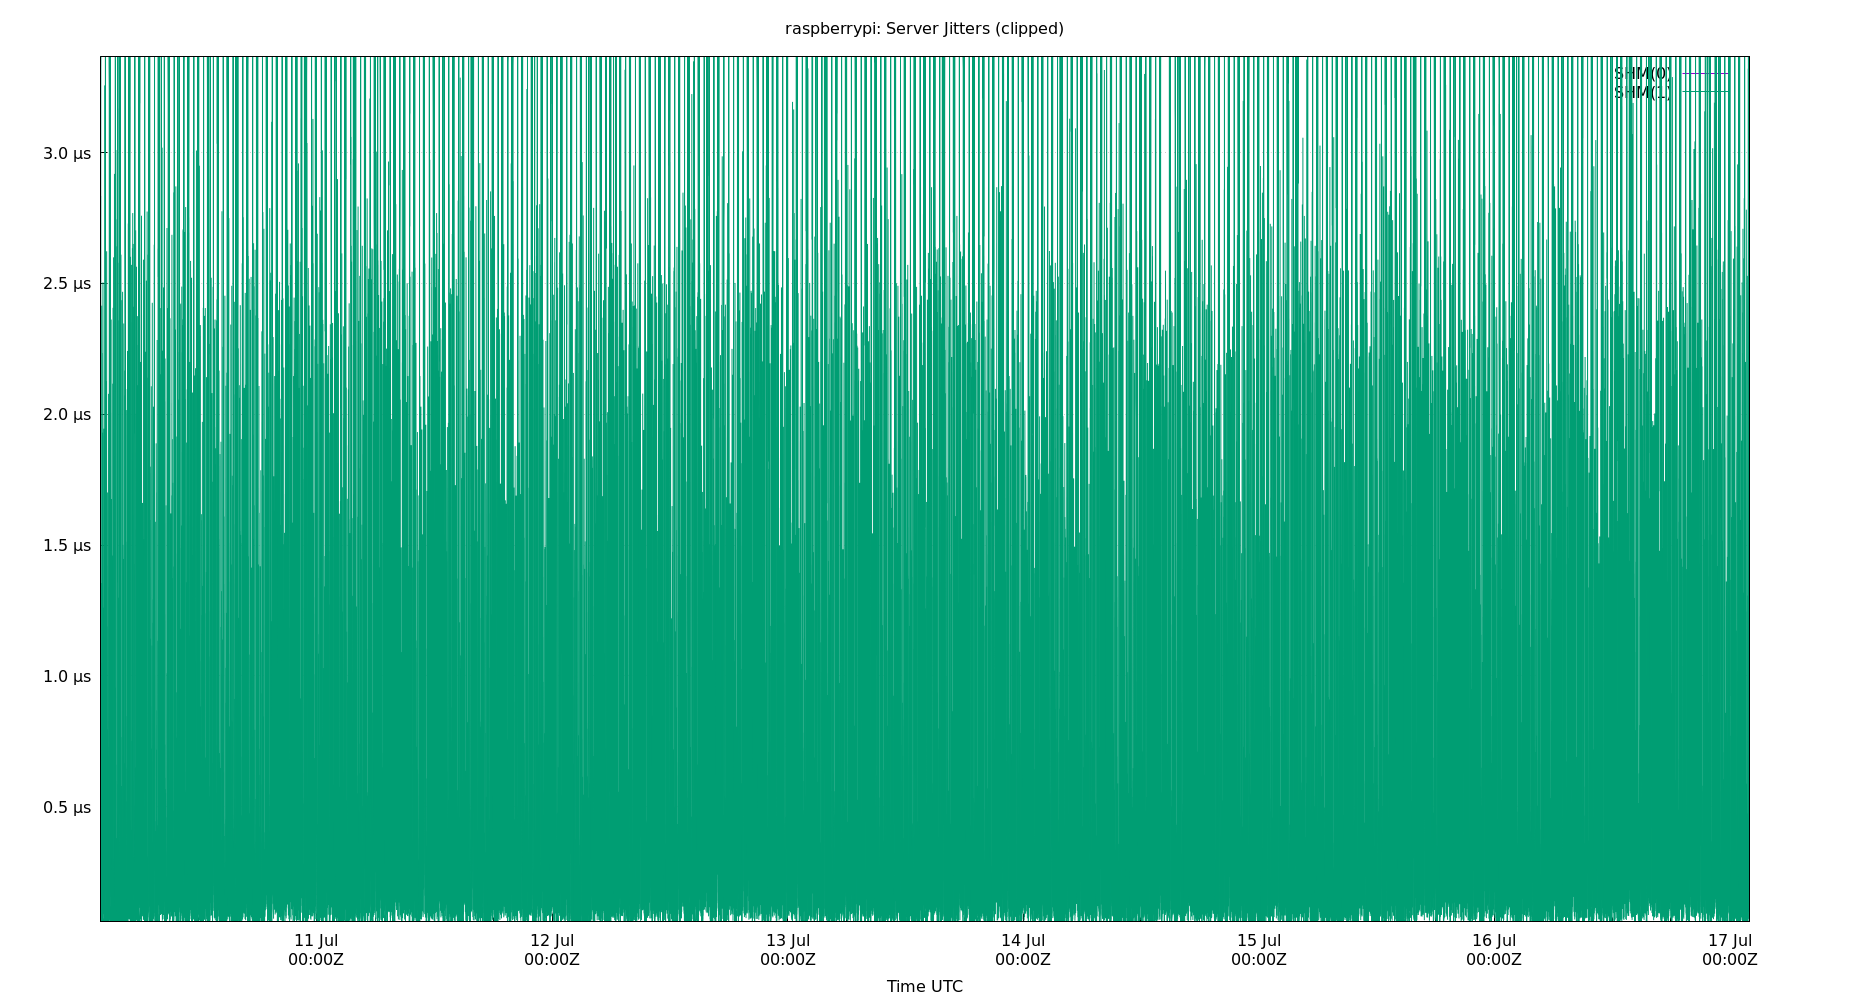 raspberrypi: Server Jitters (clipped)
SHM(0)
SHM(1)
3.0 µs
2.5 µs
2.0 µs
1.5 µs
1.0 µs
0.5 µs
11 Jul 12 Jul 13 Jul 14 Jul 15 Jul 16 Jul 17 Jul
00:00Z 00:00Z 00:00Z 00:00Z 00:00Z 00:00Z 00:00Z
Time UTC